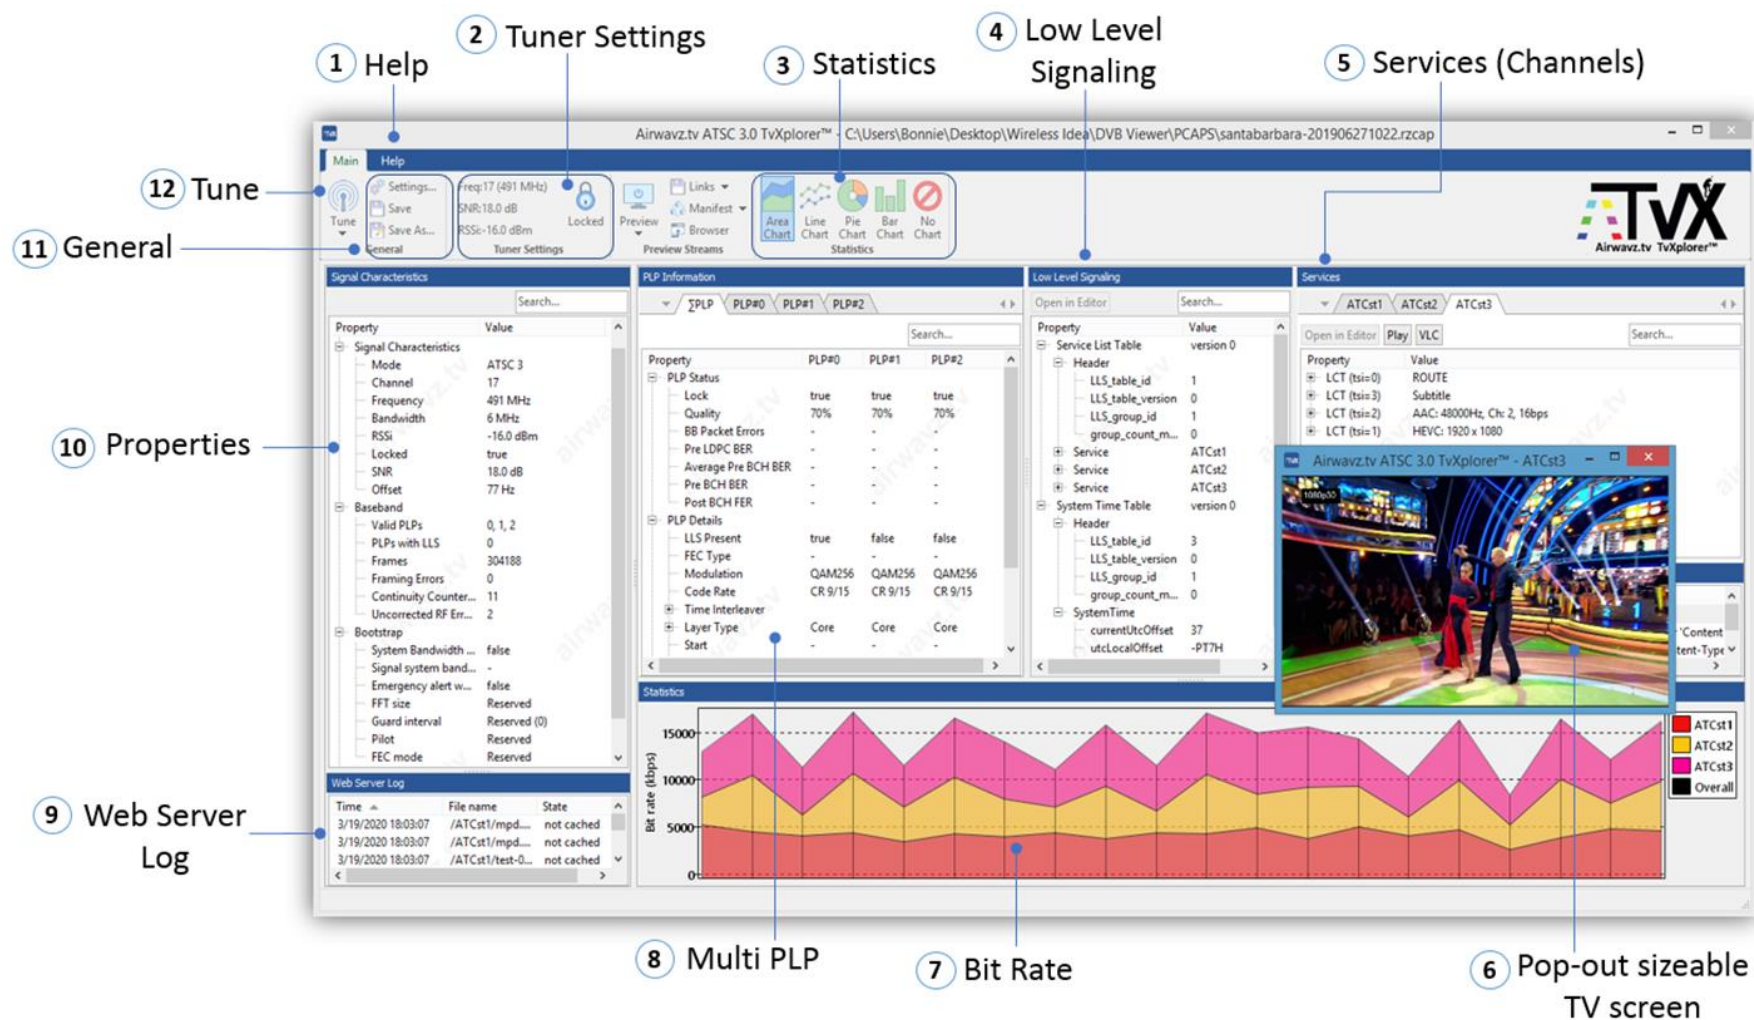 2 Tuner Settings
4 Low Level
Signaling
1 Help
3 Statistics
5 Services (Channels)
Airwavz.tv ATSC 3.0 TvXplorer™ - C:\Users\Bonnie\Desktop\Wireless Idea\DVB Viewer\PCAPS\santabarbara-201906271022.rzcap
Main Help
12 Tune
11 General
Tune
Settings...
Save
Save As...
General
Freq:17 (491 MHz)
SNR:18.0 dB
RSSi:-16.0 dBm
Locked
Tuner Settings
Preview
Links
Manifest
Browser
Preview Streams
Area Chart
Line Chart
Pie Chart
Bar Chart
No Chart
Statistics
ATvX
Airwavz.tv TvXplorer™
10 Properties
Signal Characteristics
Search...
Property Value
Signal Characteristics
Mode ATSC 3
Channel 17
Frequency 491 MHz
Bandwidth 6 MHz
RSSi -16.0 dBm
Locked true
SNR 18.0 dB
Offset 77 Hz
Baseband
Valid PLPs 0, 1, 2
PLPs with LLS 0
Frames 304188
Framing Errors 0
Continuity Counter... 11
Uncorrected RF Err... 2
Bootstrap
System Bandwidth ... false
Signal system band... -
Emergency alert w... false
FFT size Reserved
Guard interval Reserved (0)
Pilot Reserved
FEC mode Reserved
PLP Information
∑PLP PLP#0 PLP#1 PLP#2
Search...
Property PLP#0 PLP#1 PLP#2
PLP Status
Lock true true true
Quality 70% 70% 70%
BB Packet Errors - - -
Pre LDPC BER - - -
Average Pre BCH BER - - -
Pre BCH BER - - -
Post BCH FER - - -
PLP Details
LLS Present true false false
FEC Type - - -
Modulation QAM256 QAM256 QAM256
Code Rate CR 9/15 CR 9/15 CR 9/15
Time Interleaver
Layer Type Core Core Core
Start - - -
Low Level Signaling
Open in Editor Search...
Property Value
Service List Table version 0
Header
LLS_table_id 1
LLS_table_version 0
LLS_group_id 1
group_count_m... 0
Service ATCst1
Service ATCst2
Service ATCst3
System Time Table version 0
Header
LLS_table_id 3
LLS_table_version 0
LLS_group_id 1
group_count_m... 0
SystemTime
currentUtcOffset 37
utcLocalOffset -PT7H
Services
ATCst1 ATCst2 ATCst3
Open in Editor Play VLC Search...
Property Value
LCT (tsi=0) ROUTE
LCT (tsi=3) Subtitle
LCT (tsi=2) AAC: 48000Hz, Ch: 2, 16bps
LCT (tsi=1) HEVC: 1920 x 1080
Airwavz.tv ATSC 3.0 TvXplorer™ - ATCst3
1080p30
2 1
'Content
tent-Type
9 Web Server
Log
Web Server Log
Time File name State
3/19/2020 18:03:07 /ATCst1/mpd.... not cached
3/19/2020 18:03:07 /ATCst1/mpd.... not cached
3/19/2020 18:03:07 /ATCst1/test-0... not cached
Statistics
Bit rate (kbps)
15000
10000
5000
0
ATCst1
ATCst2
ATCst3
Overall
airwavz.tv
8 Multi PLP
7 Bit Rate
6 Pop-out sizeable
TV screen